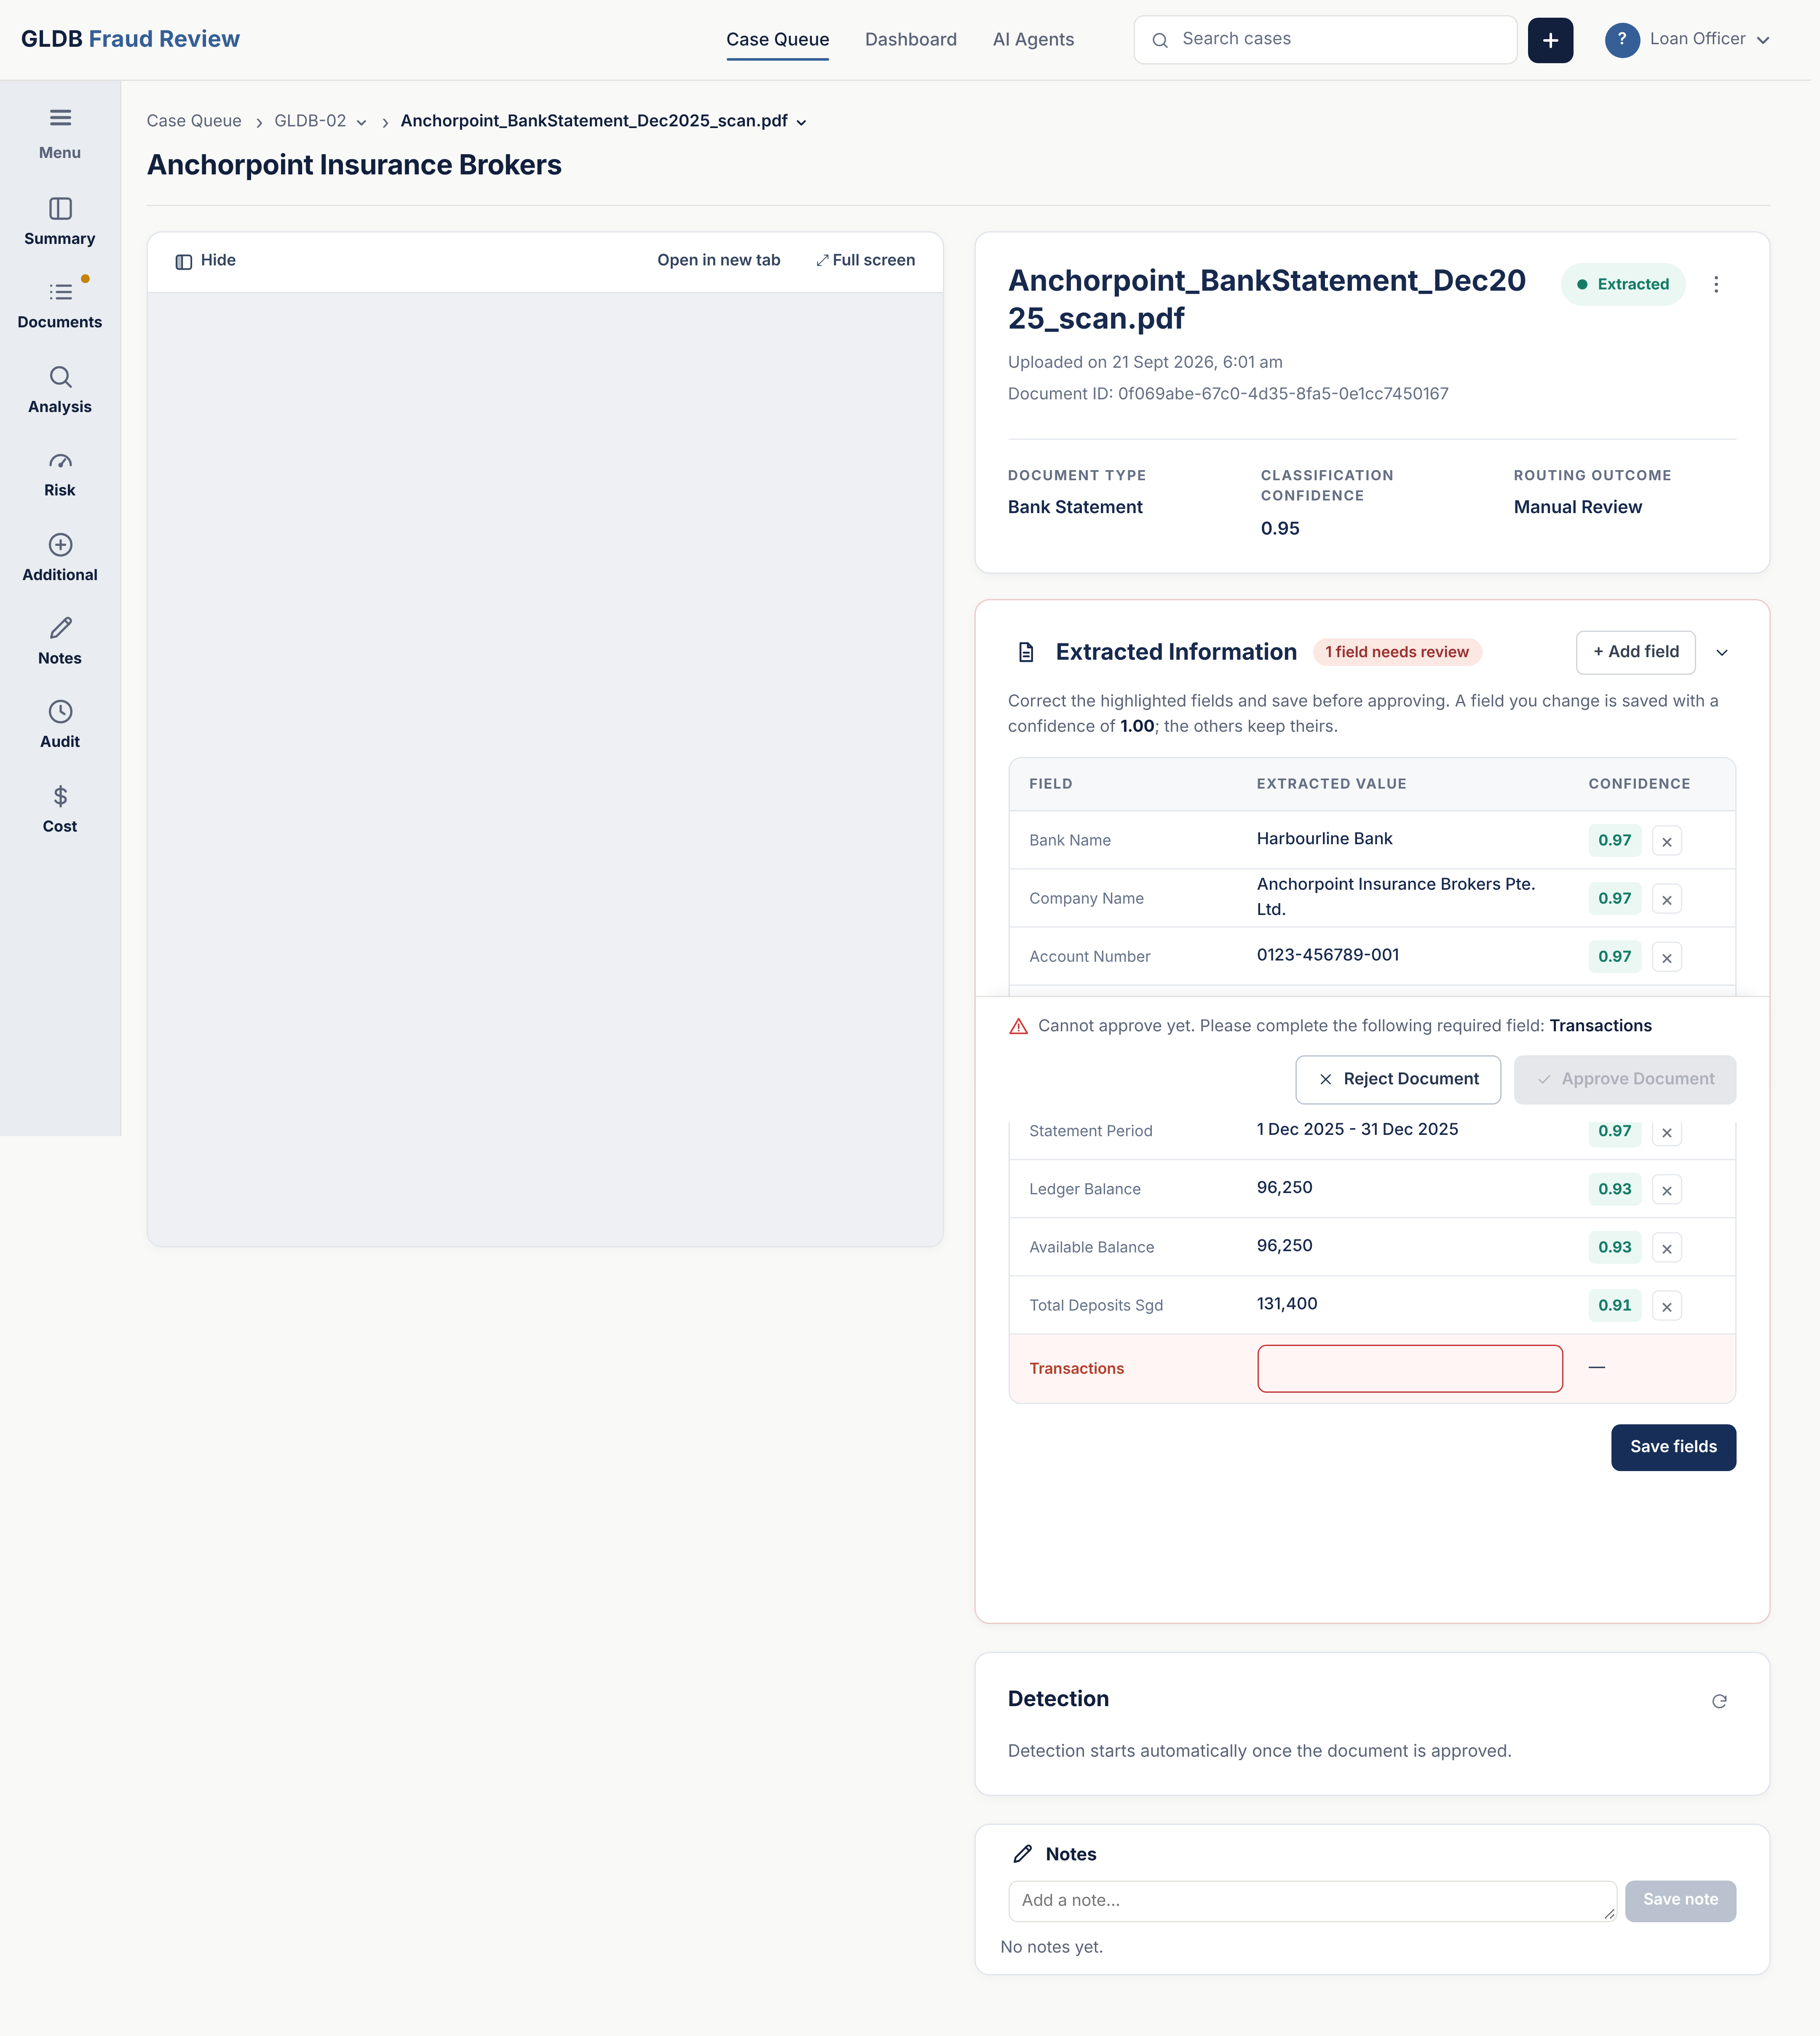 GLDB Fraud Review
Case Queue
Dashboard
AI Agents
Search cases
+
?
Loan Officer
Menu
Summary
Documents
Analysis
Risk
Additional
Notes
Audit
Cost
Case Queue › GLDB-02 › Anchorpoint_BankStatement_Dec2025_scan.pdf
Anchorpoint Insurance Brokers
Hide
Open in new tab
Full screen
Anchorpoint_BankStatement_Dec20
25_scan.pdf
Extracted
Uploaded on 21 Sept 2026, 6:01 am
Document ID: 0f069abe-67c0-4d35-8fa5-0e1cc7450167
DOCUMENT TYPE
Bank Statement
CLASSIFICATION
CONFIDENCE
0.95
ROUTING OUTCOME
Manual Review
Extracted Information
1 field needs review
+ Add field
Correct the highlighted fields and save before approving. A field you change is saved with a
confidence of 1.00; the others keep theirs.
FIELD EXTRACTED VALUE CONFIDENCE
Bank Name Harbourline Bank 0.97
Company Name Anchorpoint Insurance Brokers Pte. 0.97
Ltd.
Account Number 0123-456789-001 0.97
Cannot approve yet. Please complete the following required field: Transactions
Reject Document
Approve Document
Statement Period 1 Dec 2025 - 31 Dec 2025 0.97
Ledger Balance 96,250 0.93
Available Balance 96,250 0.93
Total Deposits Sgd 131,400 0.91
Transactions —
Save fields
Detection
Detection starts automatically once the document is approved.
Notes
Add a note...
Save note
No notes yet.